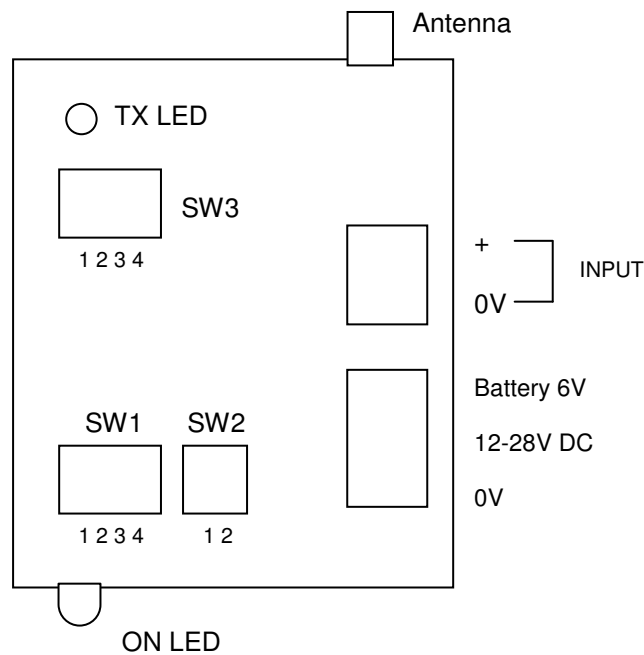 Antenna
TX LED
SW3
1 2 3 4
+
INPUT
0V
Battery 6V
12-28V DC
0V
SW1 SW2
1 2 3 4 1 2
ON LED